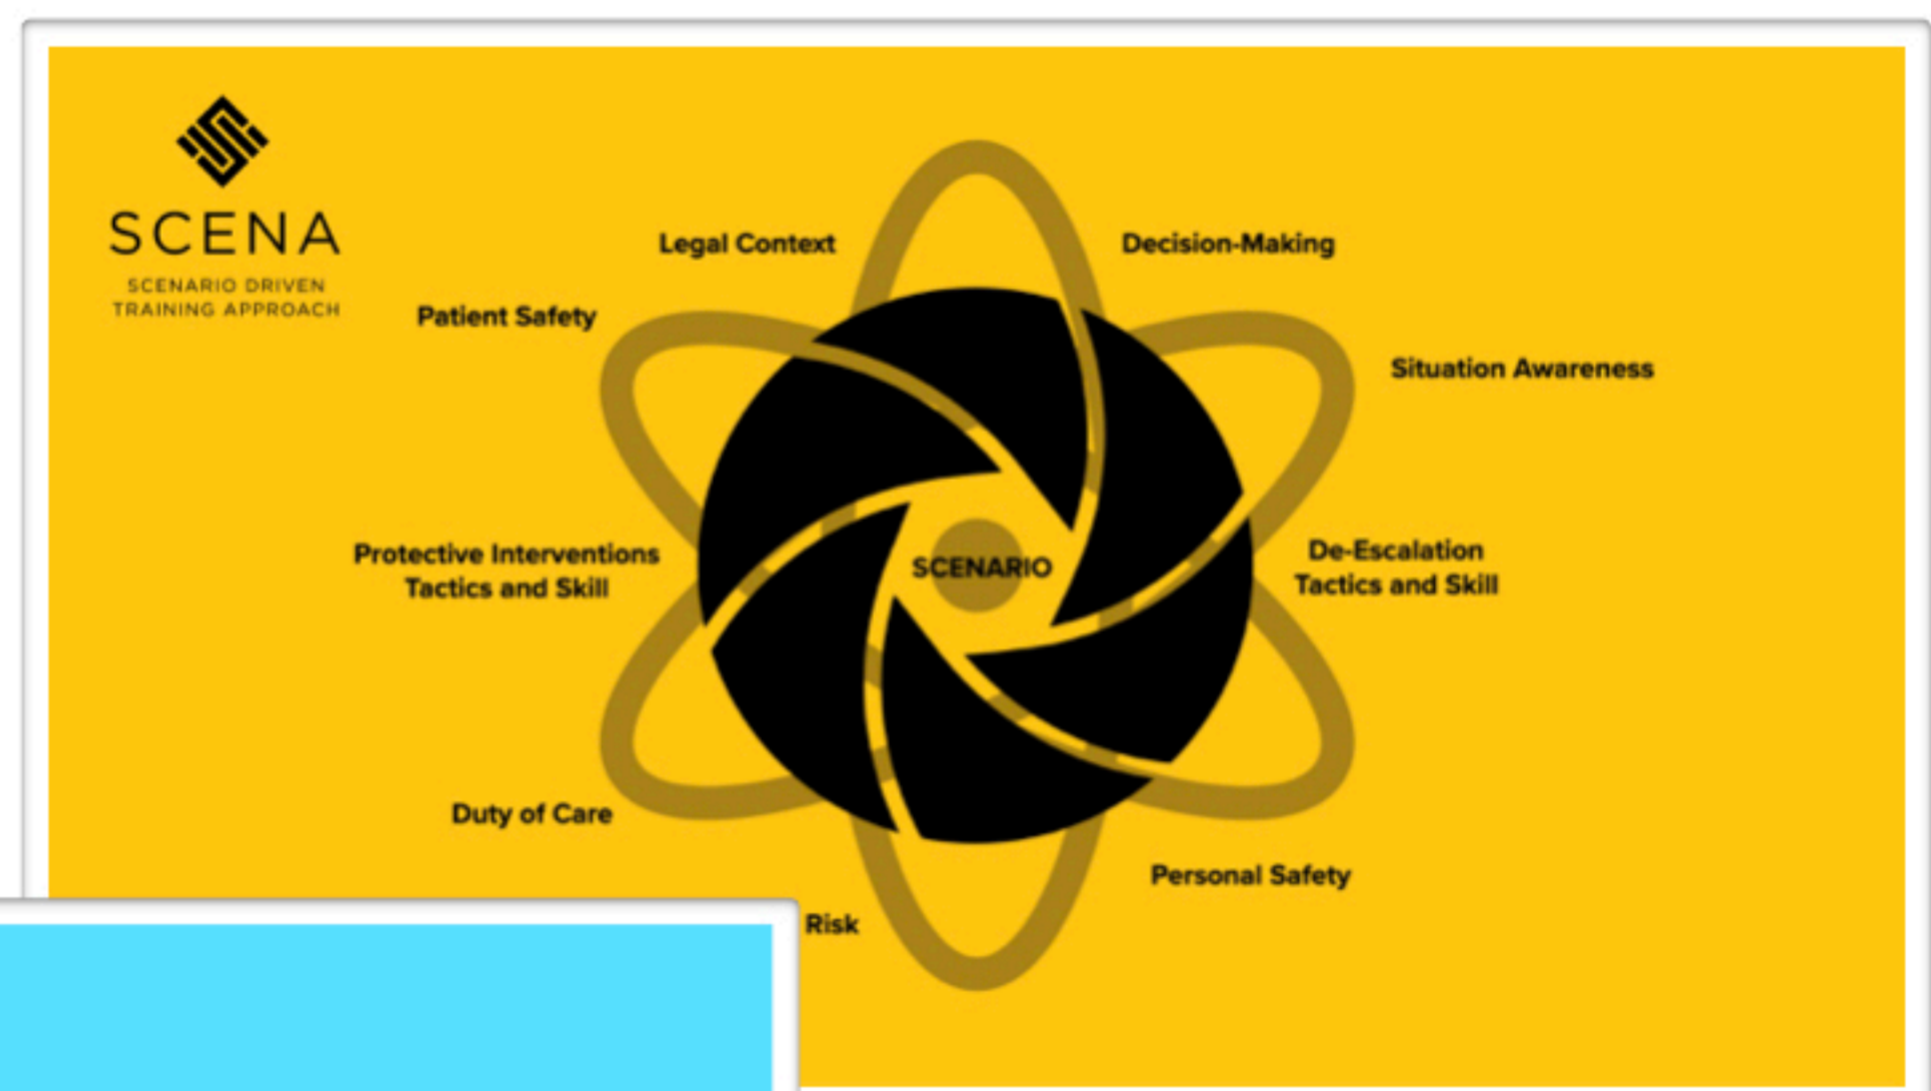 SCENA
SCENARIO DRIVEN
TRAINING APPROACH
Legal Context
Decision-Making
Patient Safety
Situation Awareness
Protective Interventions
Tactics and Skill
SCENARIO
De-Escalation
Tactics and Skill
Duty of Care
Personal Safety
Risk